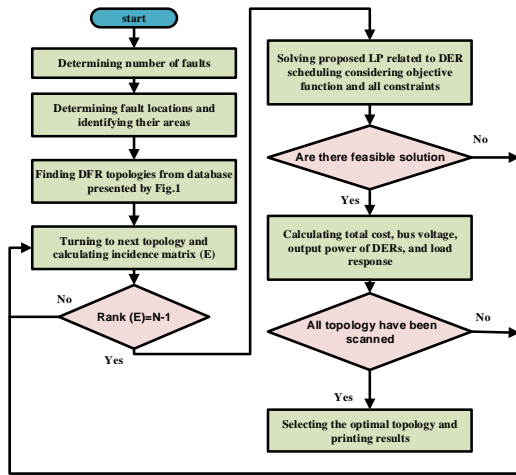 start
Determining number of faults
Determining fault locations and
identifying their areas
Finding DFR topologies from database
presented by Fig.1
Turning to next topology and
calculating incidence matrix (E)
No
Rank (E)=N-1
Yes
Solving proposed LP related to DER
scheduling considering objective
function and all constraints
No
Are there feasible solution
Yes
Calculating total cost, bus voltage,
output power of DERs, and load
response
No
All topology have been
scanned
Yes
Selecting the optimal topology and
printing results